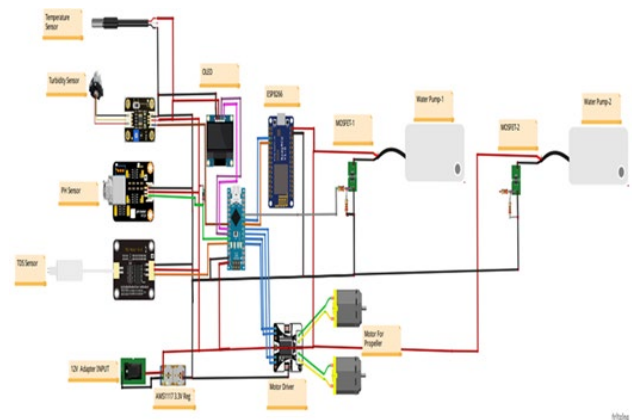 Temperature
Sensor
Turbidity Sensor
OLED
ESP8266
MOSFET-1
Water Pump-1
MOSFET-2
Water Pump-2
PH Sensor
TDS Sensor
12V Adapter INPUT
AMS1117 3.3V Reg
Motor Driver
Motor For
Propeller
fritzing